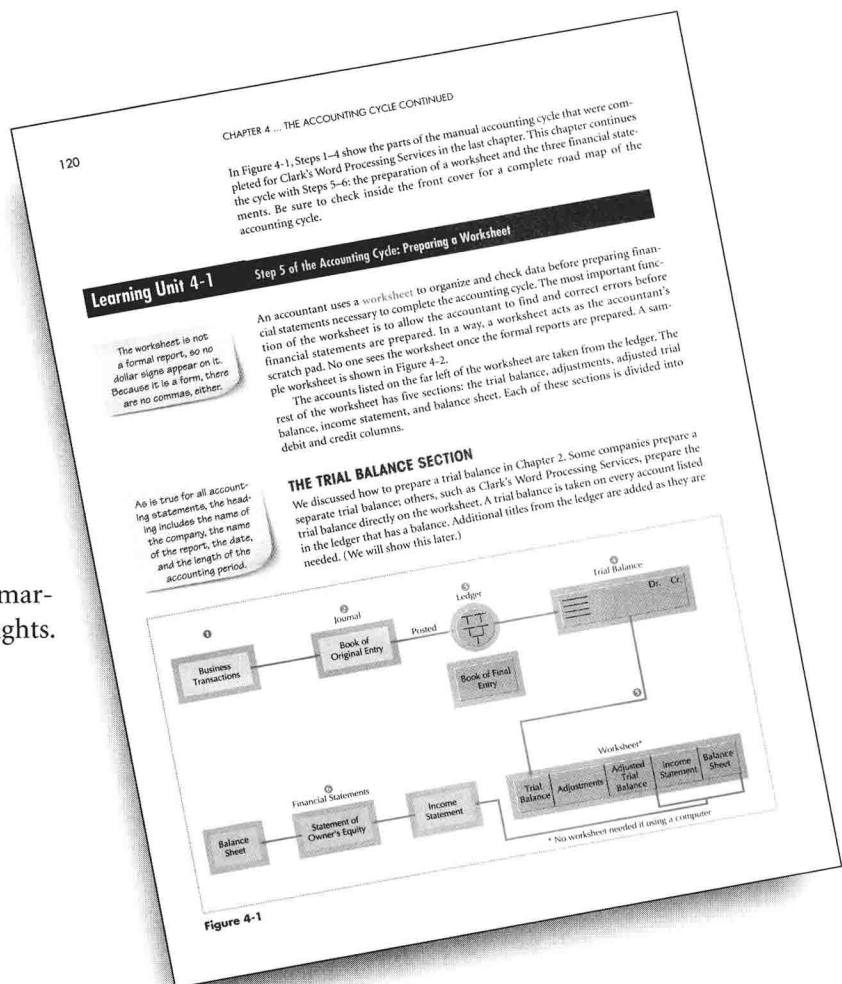 120
CHAPTER 4 ... THE ACCOUNTING CYCLE CONTINUED
In Figure 4-1, Steps 1–4 show the parts of the manual accounting cycle that were com-
pleted for Clark's Word Processing Services in the last chapter. This chapter continues
the cycle with Steps 5–6: the preparation of a worksheet and the three financial state-
ments. Be sure to check inside the front cover for a complete road map of the
accounting cycle.
Learning Unit 4-1 Step 5 of the Accounting Cycle: Preparing a Worksheet
The worksheet is not
a formal report, so no
dollar signs appear on it.
Because it is a form, there
are no commas, either.
An accountant uses a worksheet to organize and check data before preparing finan-
cial statements necessary to complete the accounting cycle. The most important func-
tion of the worksheet is to allow the accountant to find and correct errors before
financial statements are prepared. In a way, a worksheet acts as the accountant's
scratch pad. No one sees the worksheet once the formal reports are prepared. A sam-
ple worksheet is shown in Figure 4-2.
The accounts listed on the far left of the worksheet are taken from the ledger. The
rest of the worksheet has five sections: the trial balance, adjustments, adjusted trial
balance, income statement, and balance sheet. Each of these sections is divided into
debit and credit columns.
As is true for all account-
ing statements, the head-
ing includes the name of
the company, the name
of the report, the date,
and the length of the
accounting period.
THE TRIAL BALANCE SECTION
We discussed how to prepare a trial balance in Chapter 2. Some companies prepare a
separate trial balance; others, such as Clark's Word Processing Services, prepare the
trial balance directly on the worksheet. A trial balance is taken on every account listed
in the ledger that has a balance. Additional titles from the ledger are added as they are
needed. (We will show this later.)
mar-
ghts.
1
Business
Transactions
2
Journal
Book of
Original Entry
Posted
3
Ledger
Book of Final
Entry
4
Trial Balance
Dr. Cr.
5
Worksheet*
Trial
Balance
Adjustments
Adjusted
Trial
Balance
Income
Statement
Balance
Sheet
6
Financial Statements
Balance
Sheet
Statement of
Owner's Equity
Income
Statement
* No worksheet needed if using a computer
Figure 4-1